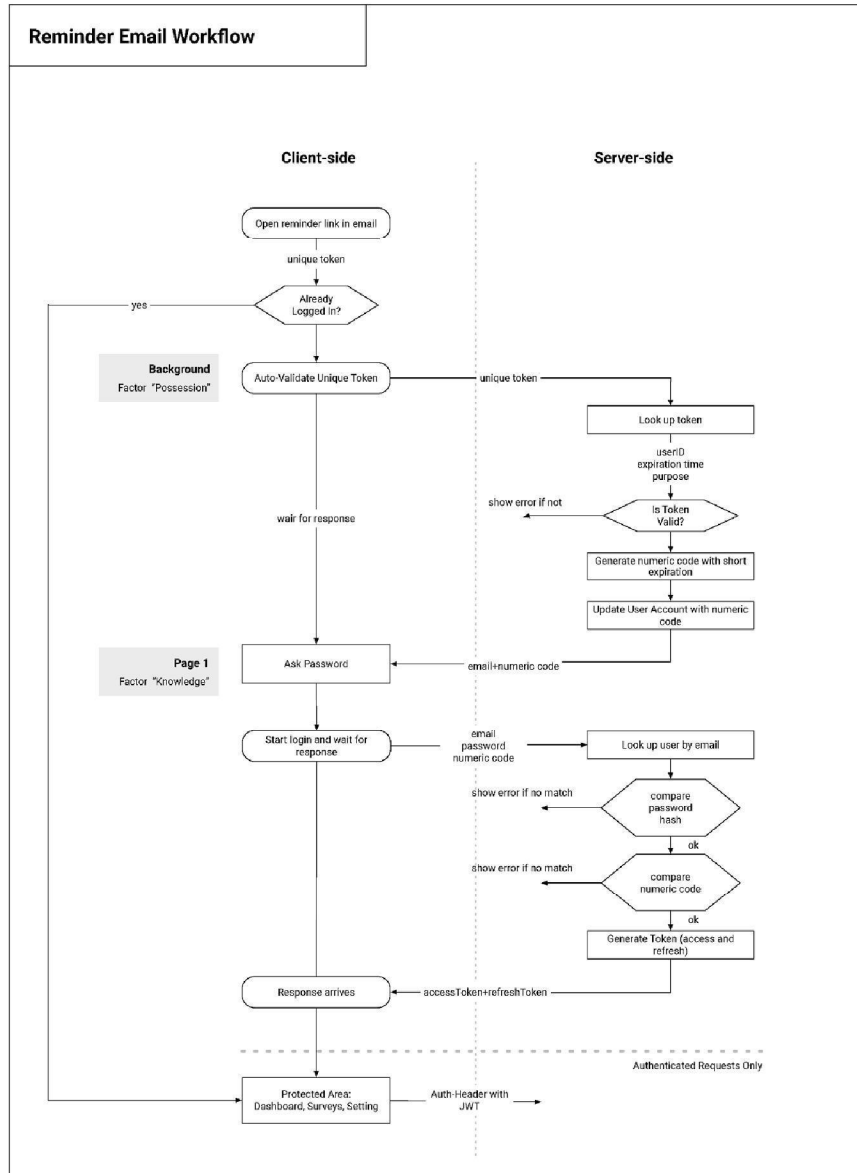 Reminder Email Workflow
Client-side
Server-side
Open reminder link in email
unique token
yes
Already
Logged In?
Background
Factor "Possession"
Auto-Validate Unique Token
unique token
Look up token
userID
expiration time
purpose
show error if not
Is Token
Valid?
wair for response
Generate numeric code with short
expiration
Update User Account with numeric
code
Page 1
Factor "Knowledge"
Ask Password
email+numeric code
Start login and wait for
response
email
password
numeric code
Look up user by email
show error if no match
compare
password
hash
ok
show error if no match
compare
numeric code
ok
Generate Token (access and
refresh)
Response arrives
accessToken+refreshToken
Authenticated Requests Only
Protected Area:
Dashboard, Surveys, Setting
Auth-Header with
JWT